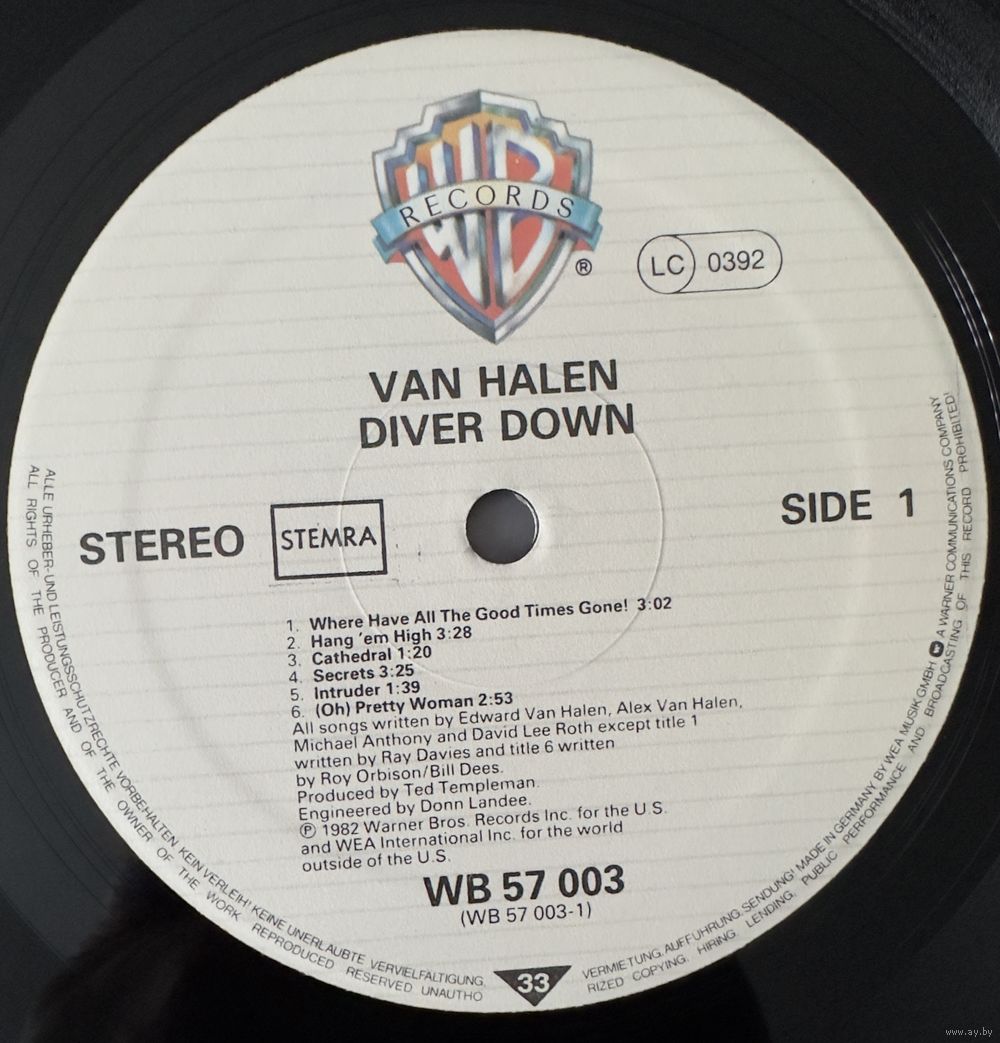 WB
RECORDS
®
LC 0392
VAN HALEN
DIVER DOWN
STEREO
STEMRA
SIDE 1
1. Where Have All The Good Times Gone! 3:02
2. Hang 'em High 3:28
3. Cathedral 1:20
4. Secrets 3:25
5. Intruder 1:39
6. (Oh) Pretty Woman 2:53
All songs written by Edward Van Halen, Alex Van Halen,
Michael Anthony and David Lee Roth except title 1
written by Ray Davies and title 6 written
by Roy Orbison/Bill Dees.
Produced by Ted Templeman.
Engineered by Donn Landee.
℗ 1982 Warner Bros. Records Inc. for the U.S.
and WEA International Inc. for the world
outside of the U.S.
WB 57 003
(WB 57 003-1)
33
ALLE URHEBER- UND LEISTUNGSSCHUTZRECHTE VORBEHALTEN KEIN VERLEIH! KEINE UNERLAUBTE VERVIELFALTIGUNG, VERMIETUNG, AUFFUHRUNG, SENDUNG! MADE IN GERMANY BY WEA MUSIK GMBH A WARNER COMMUNICATIONS COMPANY
ALL RIGHTS OF THE PRODUCER AND OF THE OWNER OF THE WORK REPRODUCED RESERVED UNAUTHO RIZED COPYING, HIRING, LENDING, PUBLIC PERFORMANCE AND BROADCASTING OF THIS RECORD PROHIBITED!
www.ay.by